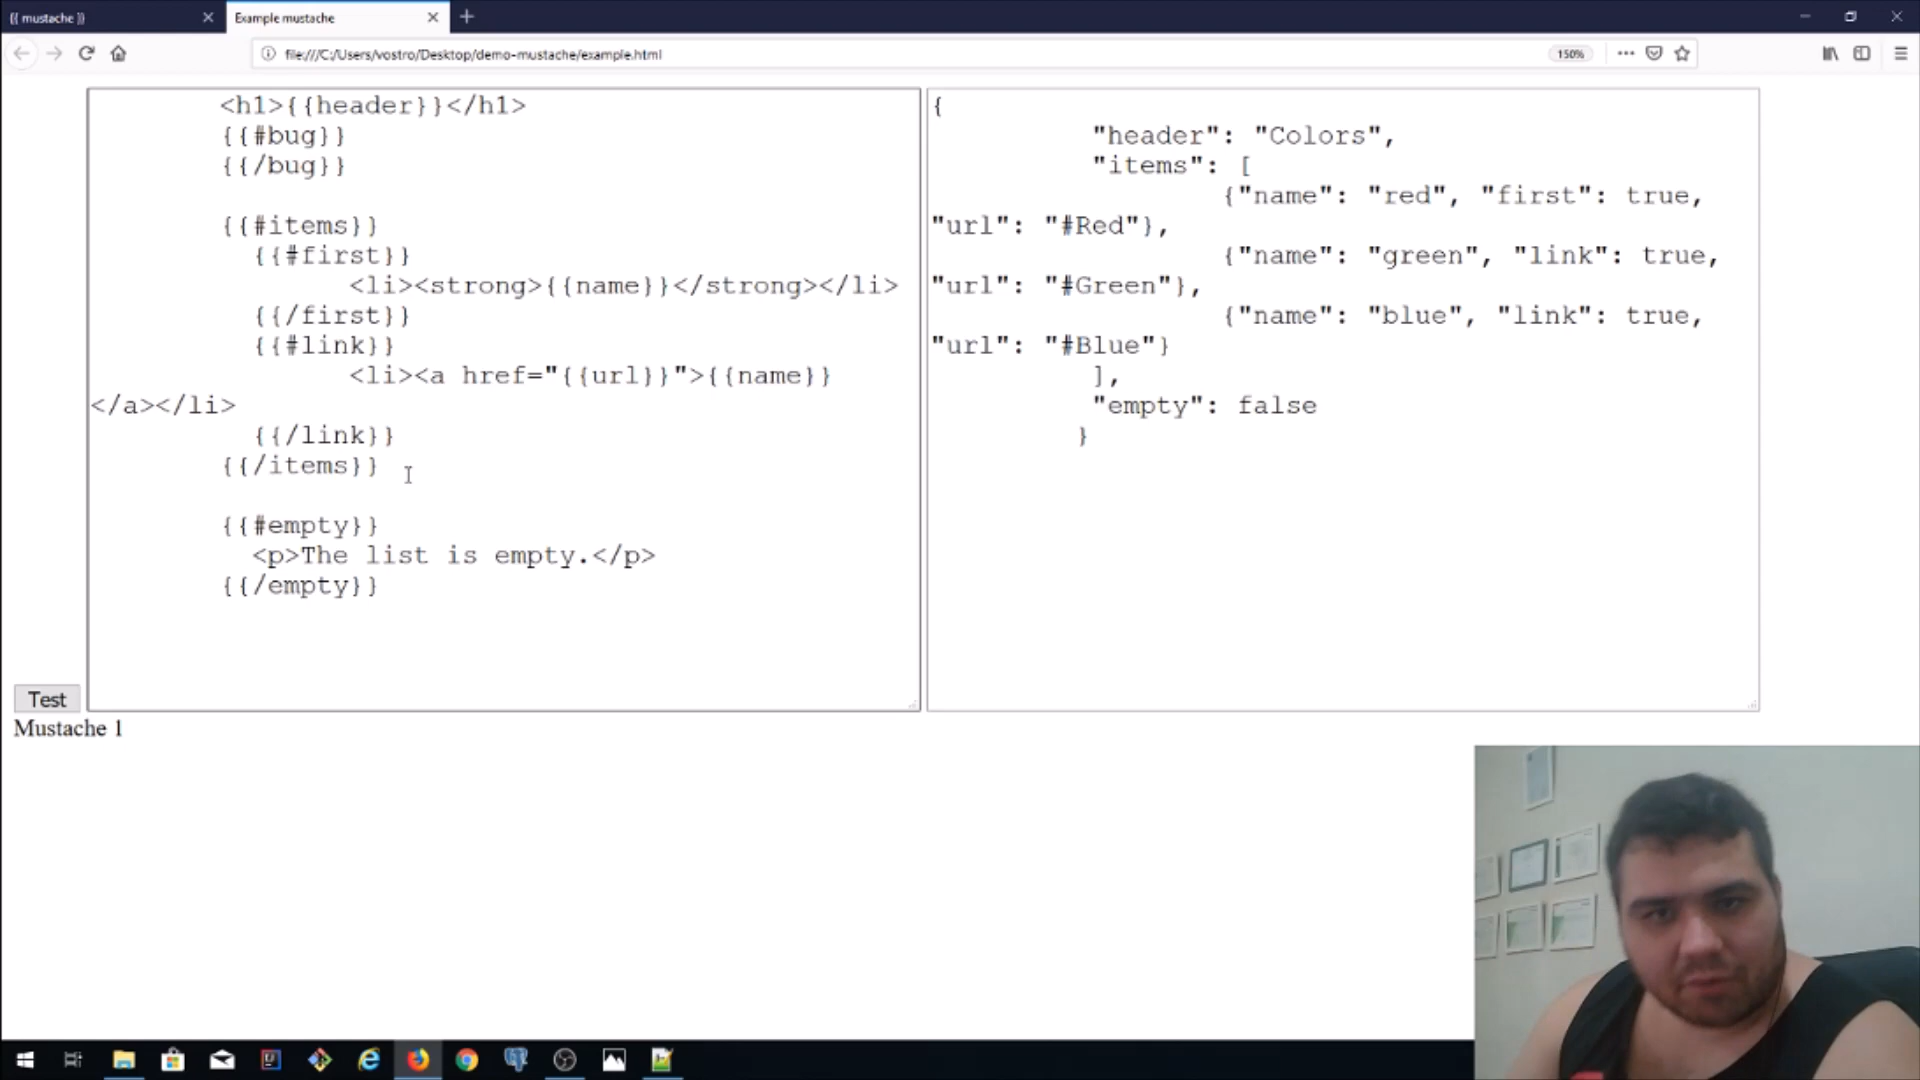 {{ mustache }}
Example mustache
file:///C:/Users/vostro/Desktop/demo-mustache/example.html
150%
<h1>{{header}}</h1>
{{#bug}}
{{/bug}}
{{#items}}
{{#first}}
<li><strong>{{name}}</strong></li>
{{/first}}
{{#link}}
<li><a href="{{url}}">{{name}}
</a></li>
{{/link}}
{{/items}}
{{#empty}}
<p>The list is empty.</p>
{{/empty}}
{
"header": "Colors",
"items": [
{"name": "red", "first": true,
"url": "#Red"},
{"name": "green", "link": true,
"url": "#Green"},
{"name": "blue", "link": true,
"url": "#Blue"}
],
"empty": false
}
Test
Mustache 1